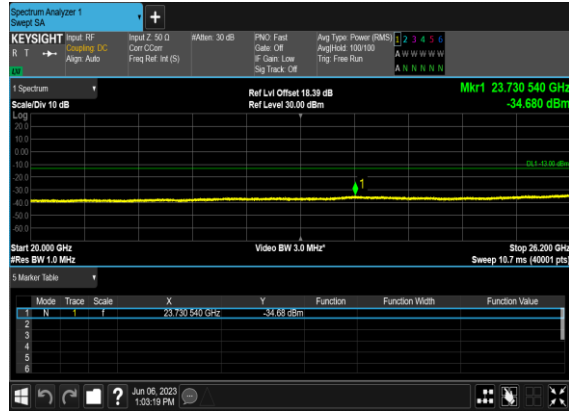 Spectrum Analyzer 1
Swept SA
+
KEYSIGHT Input: RF Input Z: 50 Ω #Atten: 30 dB PNO: Fast Avg Type: Power (RMS) 1 2 3 4 5 6
R T Coupling: DC Corr CCorr Gate: Off Avg|Hold: 100/100 A W W W W W
Align: Auto Freq Ref: Int (S) IF Gain: Low Trig: Free Run A N N N N N
LXI Sig Track: Off
1 Spectrum Ref Lvl Offset 18.39 dB Mkr1 23.730 540 GHz
Scale/Div 10 dB Ref Level 30.00 dBm -34.680 dBm
Log
20.0
10.0
0.00
-10.0
DL1 -13.00 dBm
-20.0
-30.0
1
-40.0
-50.0
-60.0
Start 20.000 GHz Video BW 3.0 MHz* Stop 26.200 GHz
#Res BW 1.0 MHz Sweep 10.7 ms (40001 pts)
5 Marker Table
Mode Trace Scale X Y Function Function Width Function Value
1 N 1 f 23.730 540 GHz -34.68 dBm
2
3
4
5
6
? Jun 06, 2023
1:03:19 PM